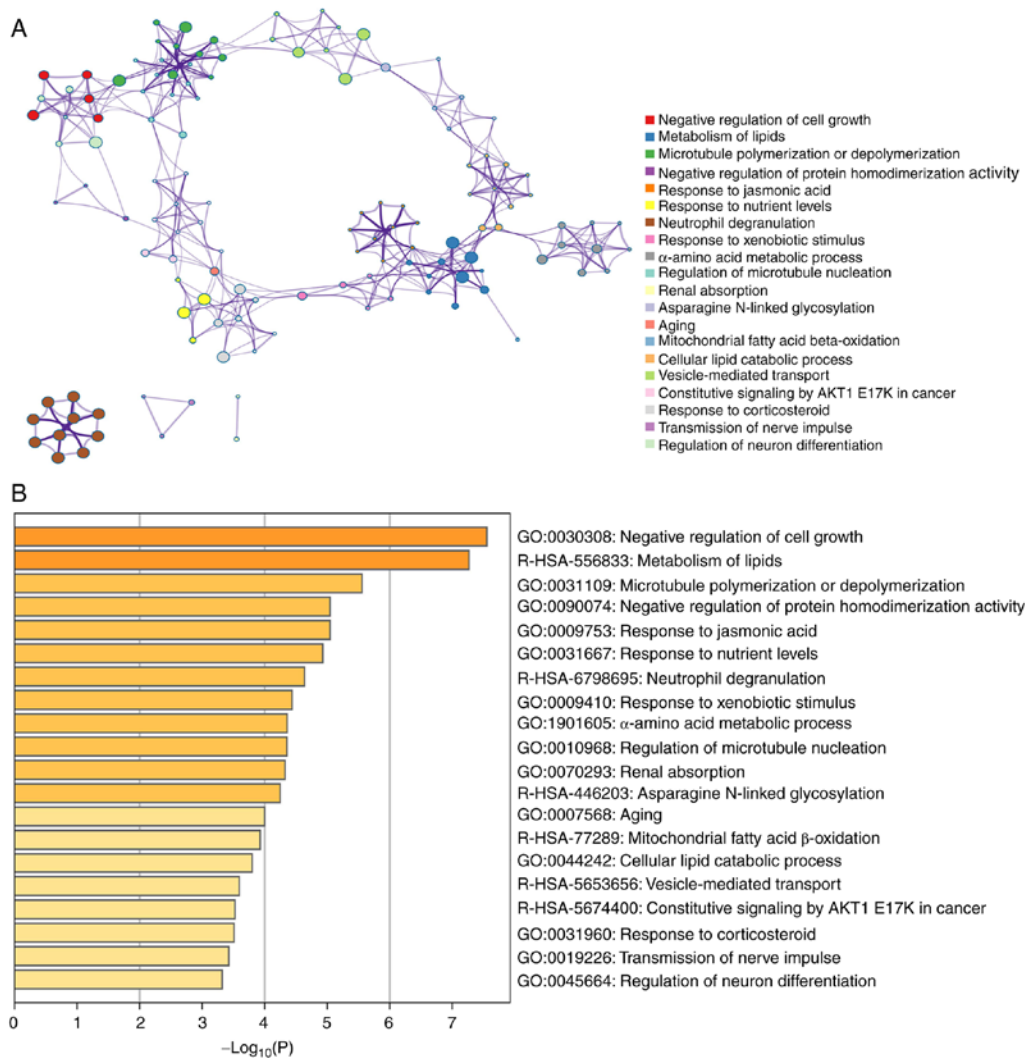 A
Negative regulation of cell growth
Metabolism of lipids
Microtubule polymerization or depolymerization
Negative regulation of protein homodimerization activity
Response to jasmonic acid
Response to nutrient levels
Neutrophil degranulation
Response to xenobiotic stimulus
α-amino acid metabolic process
Regulation of microtubule nucleation
Renal absorption
Asparagine N-linked glycosylation
Aging
Mitochondrial fatty acid beta-oxidation
Cellular lipid catabolic process
Vesicle-mediated transport
Constitutive signaling by AKT1 E17K in cancer
Response to corticosteroid
Transmission of nerve impulse
Regulation of neuron differentiation
B
GO:0030308: Negative regulation of cell growth
R-HSA-556833: Metabolism of lipids
GO:0031109: Microtubule polymerization or depolymerization
GO:0090074: Negative regulation of protein homodimerization activity
GO:0009753: Response to jasmonic acid
GO:0031667: Response to nutrient levels
R-HSA-6798695: Neutrophil degranulation
GO:0009410: Response to xenobiotic stimulus
GO:1901605: α-amino acid metabolic process
GO:0010968: Regulation of microtubule nucleation
GO:0070293: Renal absorption
R-HSA-446203: Asparagine N-linked glycosylation
GO:0007568: Aging
R-HSA-77289: Mitochondrial fatty acid β-oxidation
GO:0044242: Cellular lipid catabolic process
R-HSA-5653656: Vesicle-mediated transport
R-HSA-5674400: Constitutive signaling by AKT1 E17K in cancer
GO:0031960: Response to corticosteroid
GO:0019226: Transmission of nerve impulse
GO:0045664: Regulation of neuron differentiation
0 1 2 3 4 5 6 7
–Log10(P)